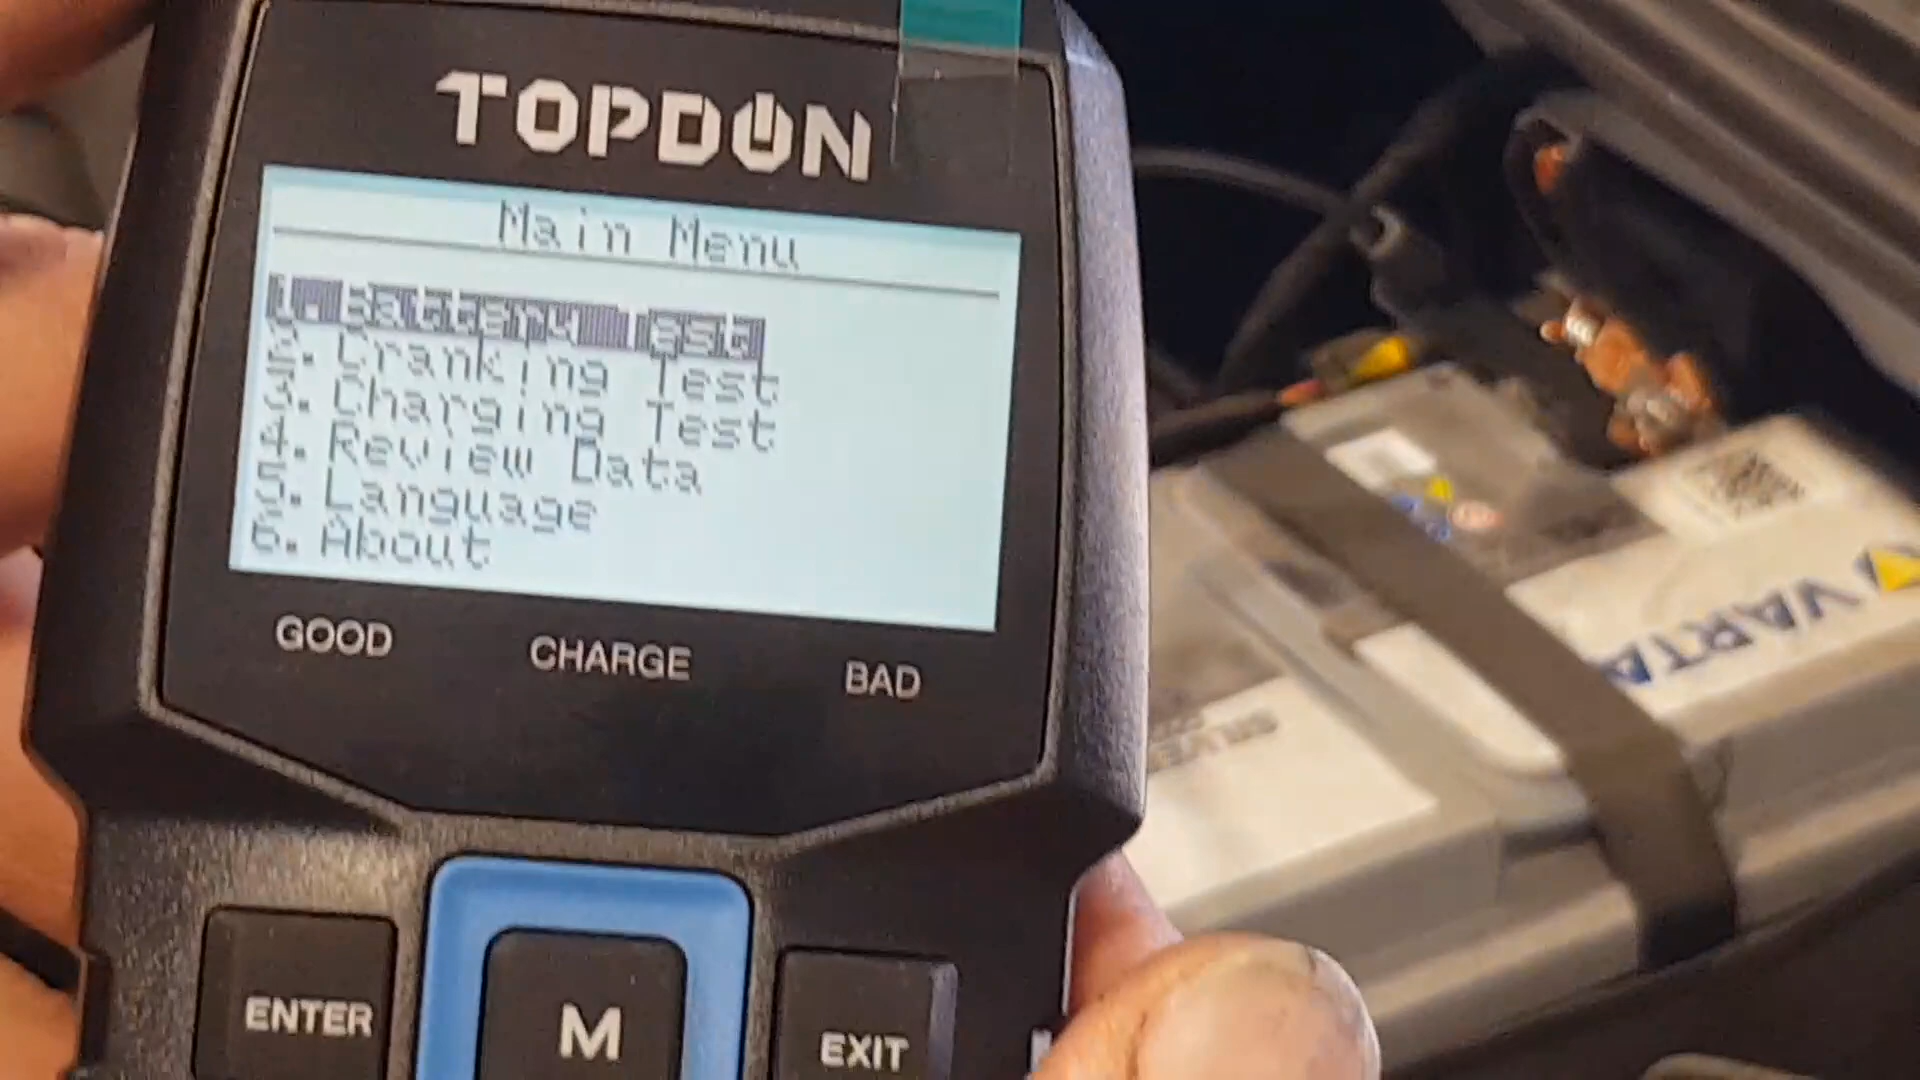 TOPDON
Main Menu
1. Battery Test
2. Cranking Test
3. Charging Test
4. Review Data
5. Language
6. About
GOOD
CHARGE
BAD
ENTER
M
EXIT
VARTA